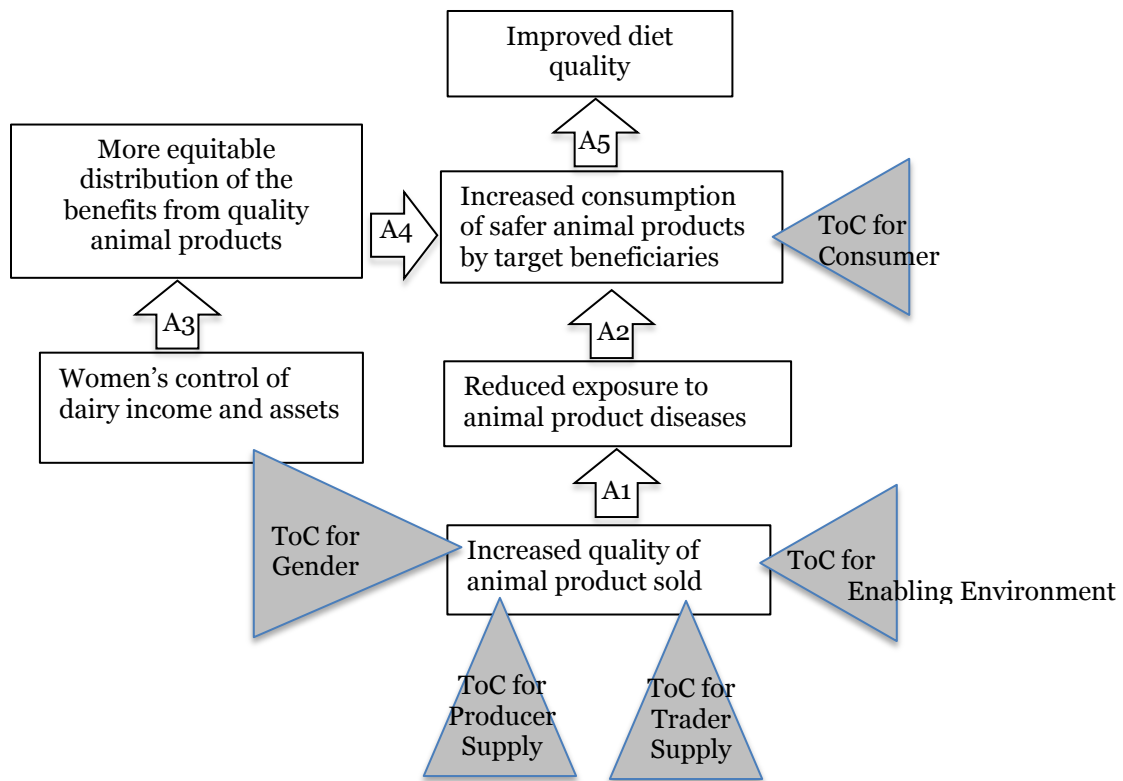 Improved diet
quality
A5
More equitable
distribution of the
benefits from quality
animal products
A4
Increased consumption
of safer animal products
by target beneficiaries
ToC for
Consumer
A3
A2
Women’s control of
dairy income and assets
Reduced exposure to
animal product diseases
A1
ToC for
Gender
Increased quality of
animal product sold
ToC for
Enabling Environment
ToC for
Producer
Supply
ToC for
Trader
Supply